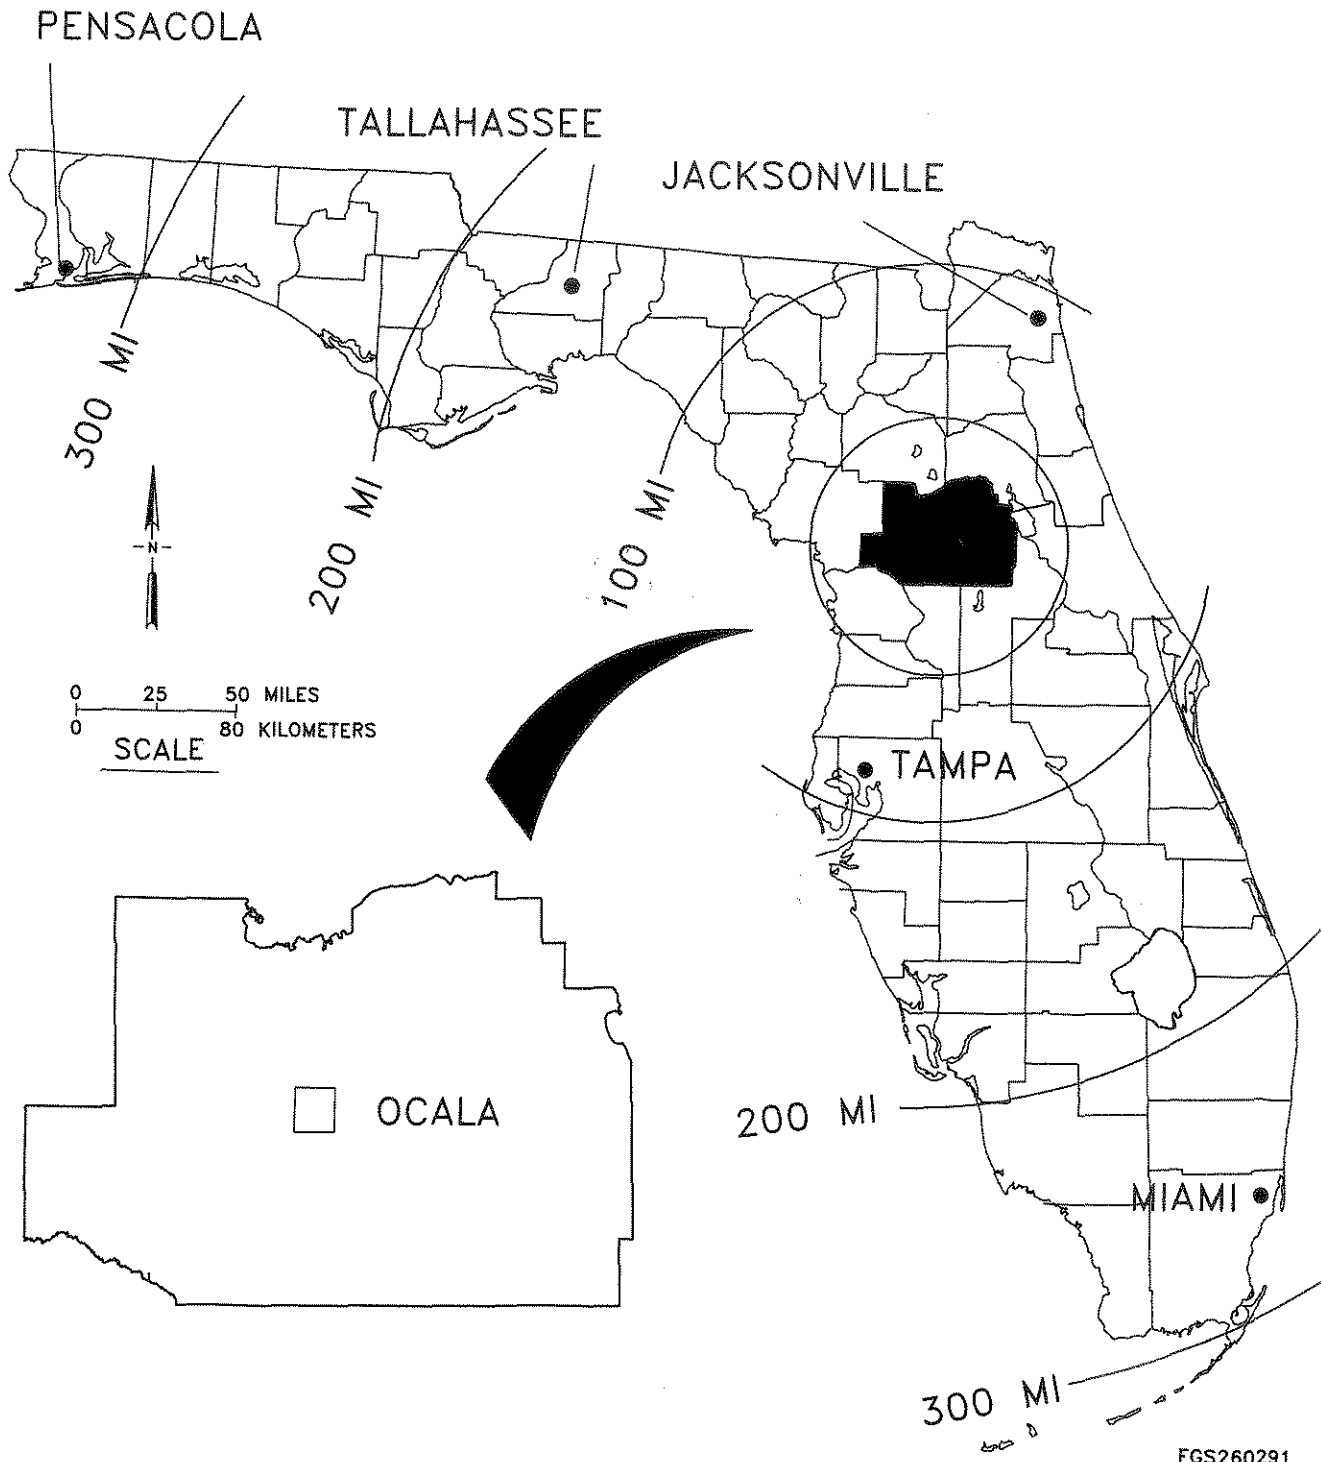 PENSACOLA
TALLAHASSEE
JACKSONVILLE
300 MI
200 MI
100 MI
-N-
0 25 50 MILES
0 80 KILOMETERS
SCALE
TAMPA
OCALA
200 MI
MIAMI
300 MI
FGS260291